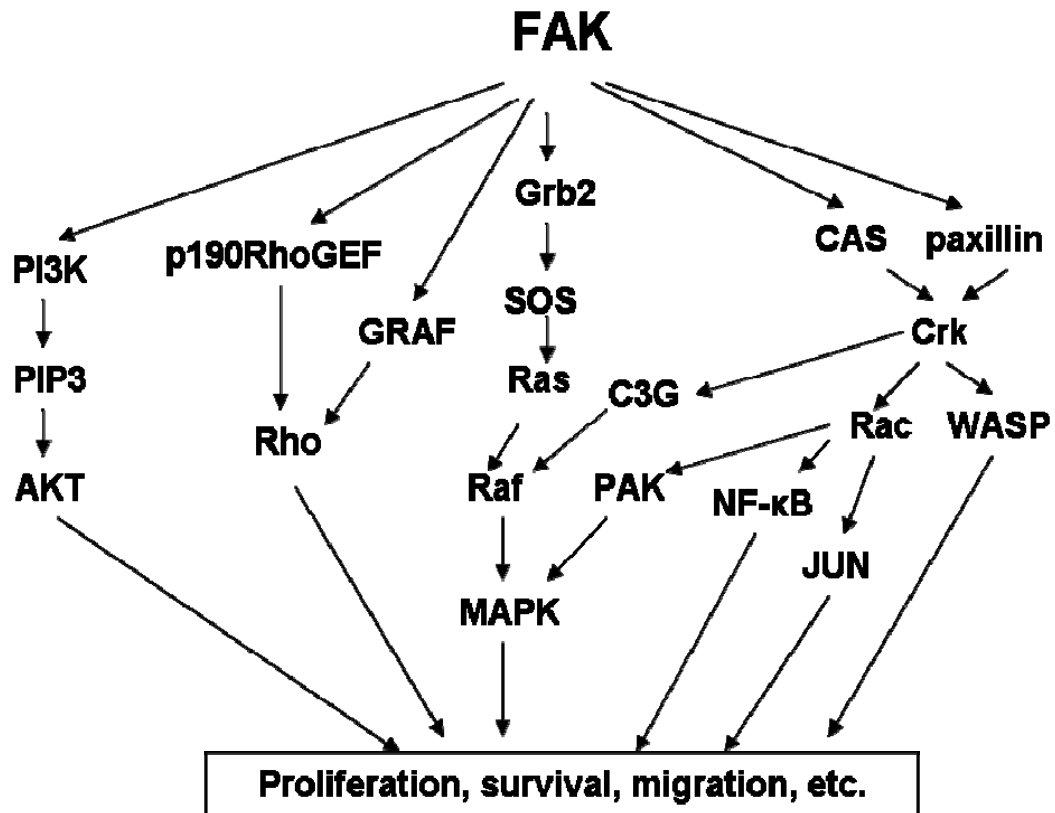 FAK
Grb2
CAS
paxillin
PI3K
p190RhoGEF
SOS
GRAF
Crk
PIP3
Ras
C3G
Rho
Rac
WASP
AKT
Raf
PAK
NF-κB
JUN
MAPK
Proliferation, survival, migration, etc.